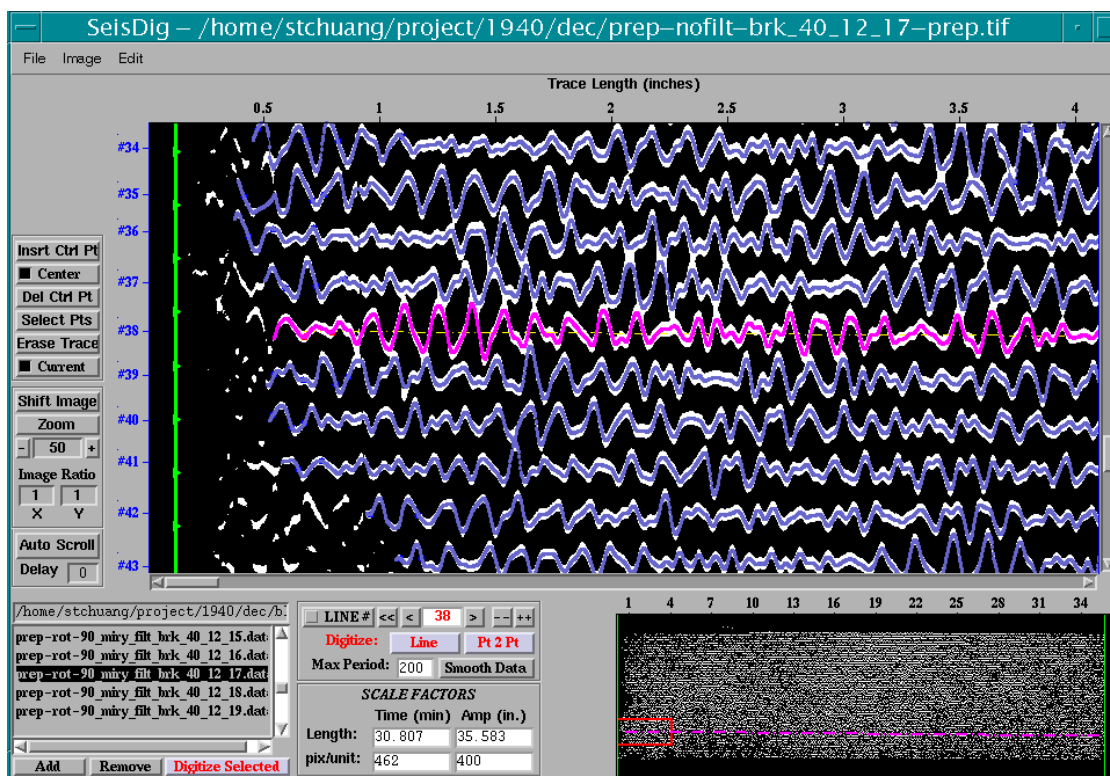 SeisDig – /home/stchuang/project/1940/dec/prep-nofilt-brk_40_12_17-prep.tif
File Image Edit
Trace Length (inches)
0.5 1 1.5 2 2.5 3 3.5 4
#34
#35
#36
#37
#38
#39
#40
#41
#42
#43
Insrt Ctrl Pt
Center
Del Ctrl Pt
Select Pts
Erase Trace
Current
Shift Image
Zoom
- 50 +
Image Ratio
1 1
X Y
Auto Scroll
Delay 0
/home/stchuang/project/1940/dec/b
prep-rot-90_miry_filt_brk_40_12_15.dat
prep-rot-90_miry_filt_brk_40_12_16.dat
prep-rot-90_miry_filt_brk_40_12_17.dat
prep-rot-90_miry_filt_brk_40_12_18.dat
prep-rot-90_miry_filt_brk_40_12_19.dat
Add Remove Digitize Selected
LINE # << < 38 > -- ++
Digitize: Line Pt 2 Pt
Max Period: 200 Smooth Data
SCALE FACTORS
Time (min) Amp (in.)
Length: 30.807 35.583
pix/unit: 462 400
1 4 7 10 13 16 19 22 25 28 31 34